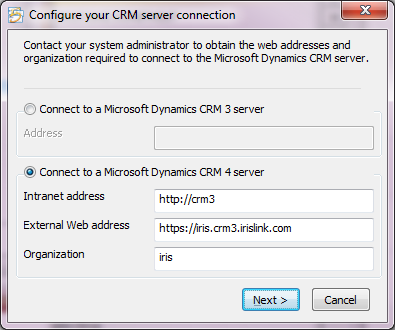 Configure your CRM server connection
Contact your system administrator to obtain the web addresses and
organization required to connect to the Microsoft Dynamics CRM server.
Connect to a Microsoft Dynamics CRM 3 server
Address
Connect to a Microsoft Dynamics CRM 4 server
Intranet address
http://crm3
External Web address
https://iris.crm3.irislink.com
Organization
iris
Next >
Cancel